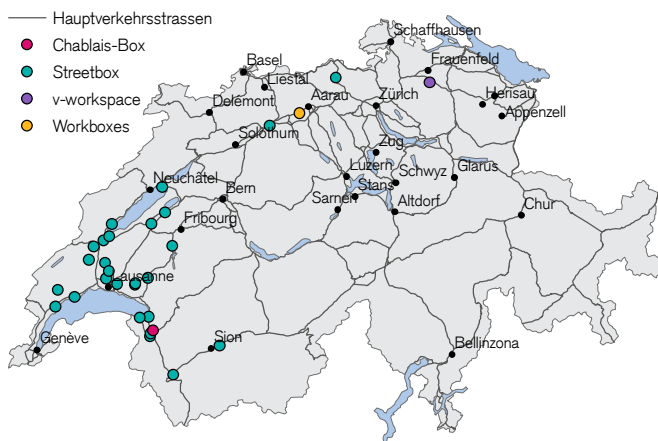 Hauptverkehrsstrassen
Chablais-Box
Streetbox
v-workspace
Workboxes
Schaffhausen
Basel
Frauenfeld
Liestal
Herisau
Delémont
Aarau
Zürich
Appenzell
Solothurn
Zug
Luzern
Schwyz
Glarus
Neuchâtel
Bern
Stans
Sarnen
Altdorf
Chur
Fribourg
Lausanne
Genève
Sion
Bellinzona